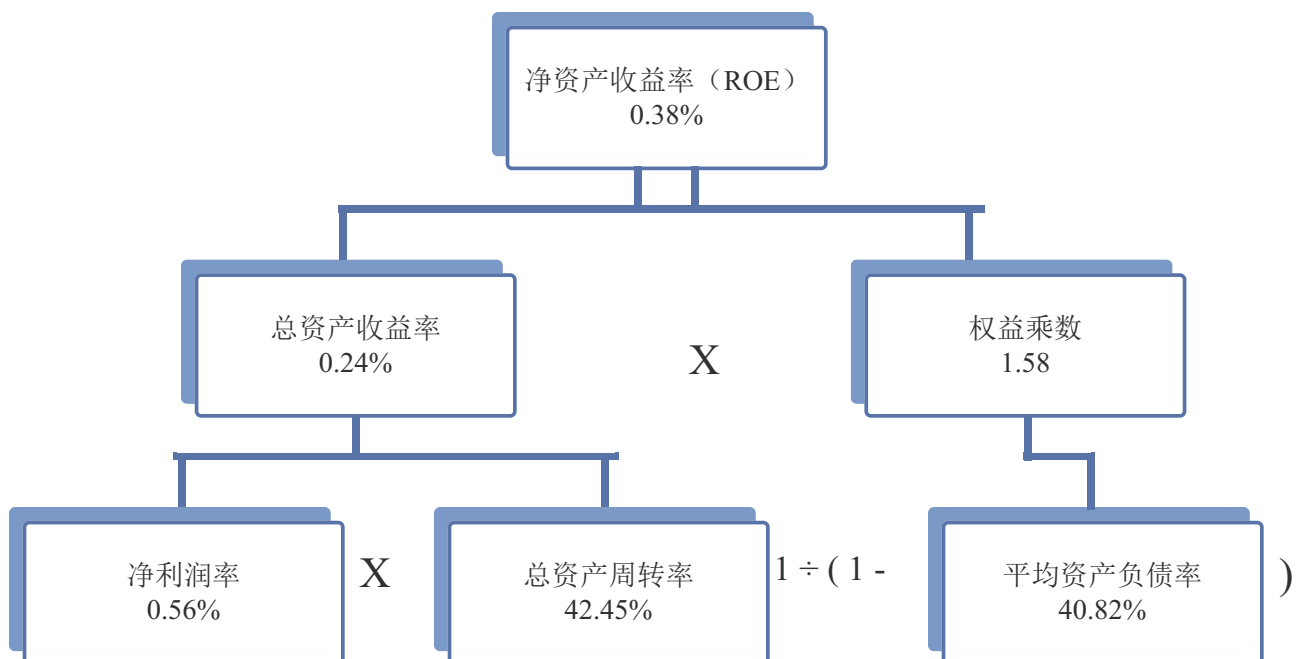 净资产收益率（ROE）
0.38%
总资产收益率
0.24%
X
权益乘数
1.58
净利润率
0.56%
X
总资产周转率
42.45%
1 ÷ ( 1 -
平均资产负债率
40.82%
)